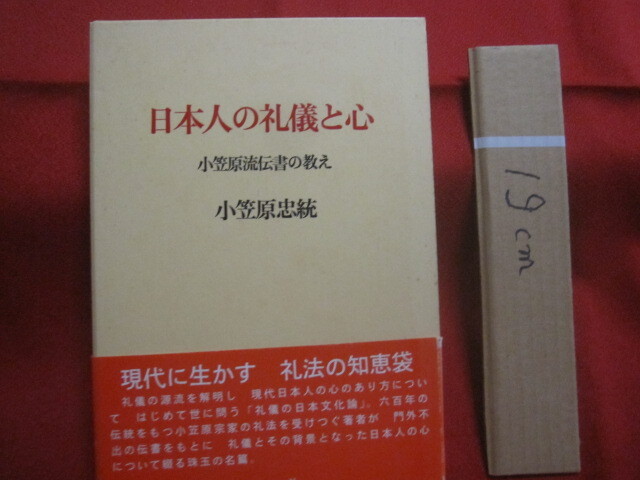 日本人の礼儀と心
小笠原流伝書の教え
小笠原忠統
現代に生かす 礼法の知恵袋
礼儀の源流を解明し 現代日本人の心のあり方につい
て はじめて世に問う「礼儀の日本文化論」。六百年の
伝統をもつ小笠原宗家の礼法を受けつぐ著者が 門外不
出の伝書をもとに 礼儀とその背景となった日本人の心
について綴る珠玉の名篇。
19cm